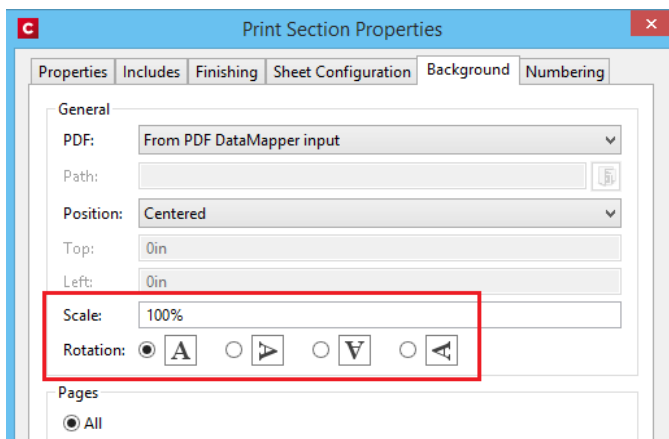 C
Print Section Properties
×
Properties Includes Finishing Sheet Configuration Background Numbering
General
PDF: From PDF DataMapper input
Path:
Position: Centered
Top: 0in
Left: 0in
Scale: 100%
Rotation: A A A A
Pages
All